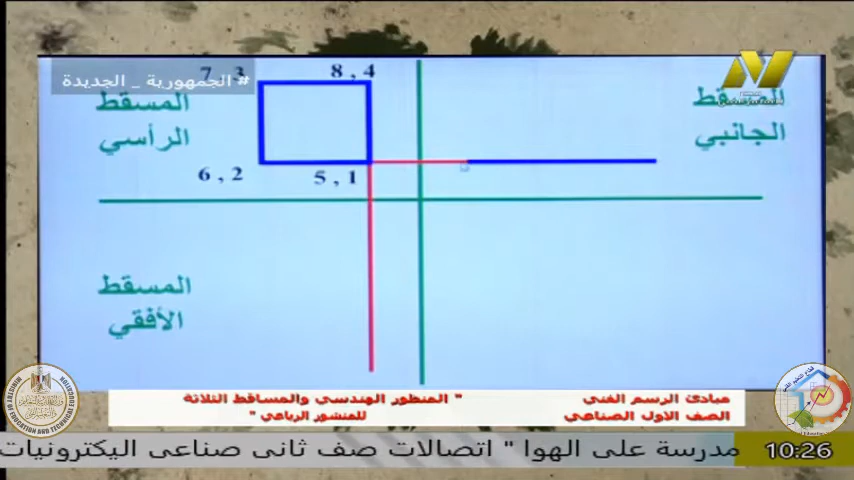 # الجمهورية _ الجديدة
7 , 3
8 , 4
المسقط
الرأسي
المسقط
الجانبي
6 , 2
5 , 1
المسقط
الأفقي
مبادئ الرسم الفني
الصف الاول الصناعي
" المنظور الهندسي والمساقط الثلاثة
للمنشور الرباعي "
مدرسة على الهوا " اتصالات صف ثانى صناعى اليكترونيات
10:26